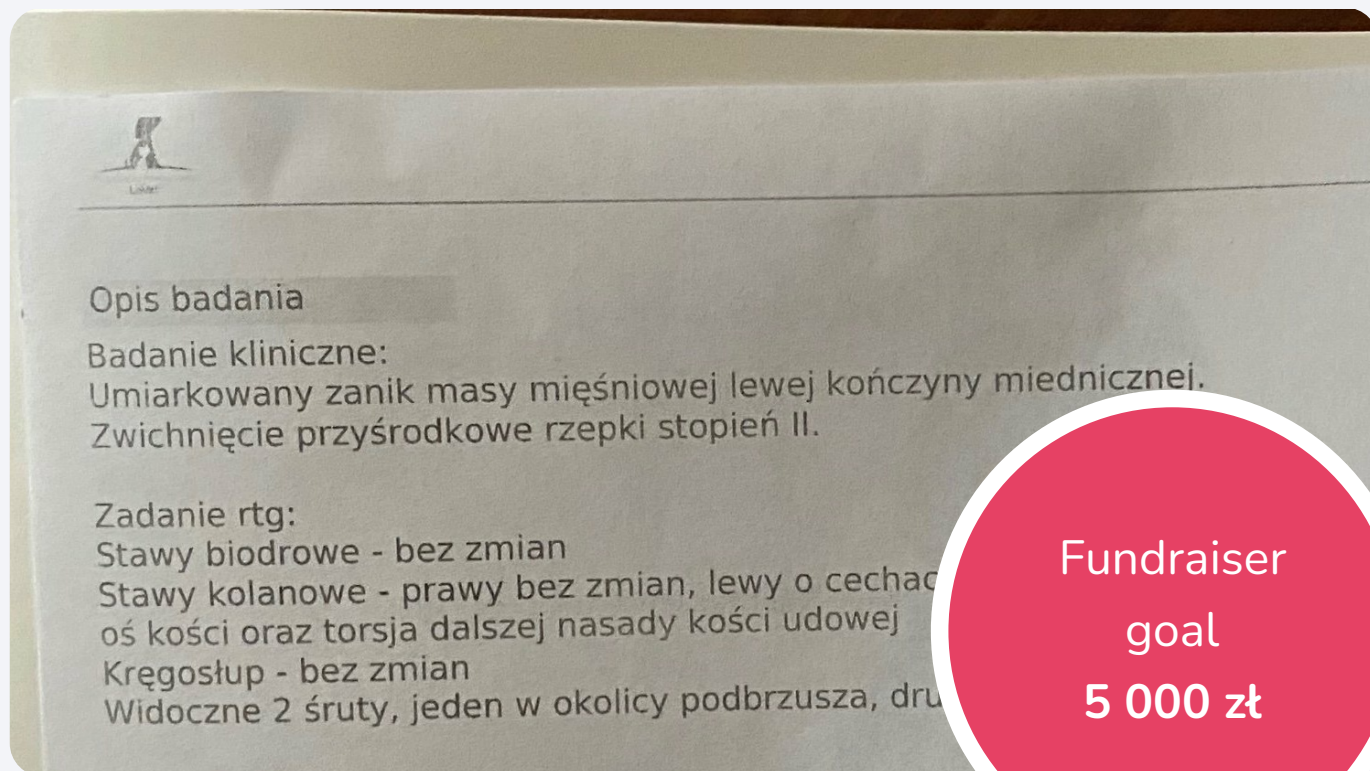 Opis badania
Badanie kliniczne:
Umiarkowany zanik masy mięśniowej lewej kończyny miednicznej.
Zwichnięcie przyśrodkowe rzepki stopień II.
Zadanie rtg:
Stawy biodrowe - bez zmian
Stawy kolanowe - prawy bez zmian, lewy o cechac
oś kości oraz torsja dalszej nasady kości udowej
Kręgosłup - bez zmian
Widoczne 2 śruty, jeden w okolicy podbrzusza, dru
Fundraiser
goal
5 000 zł